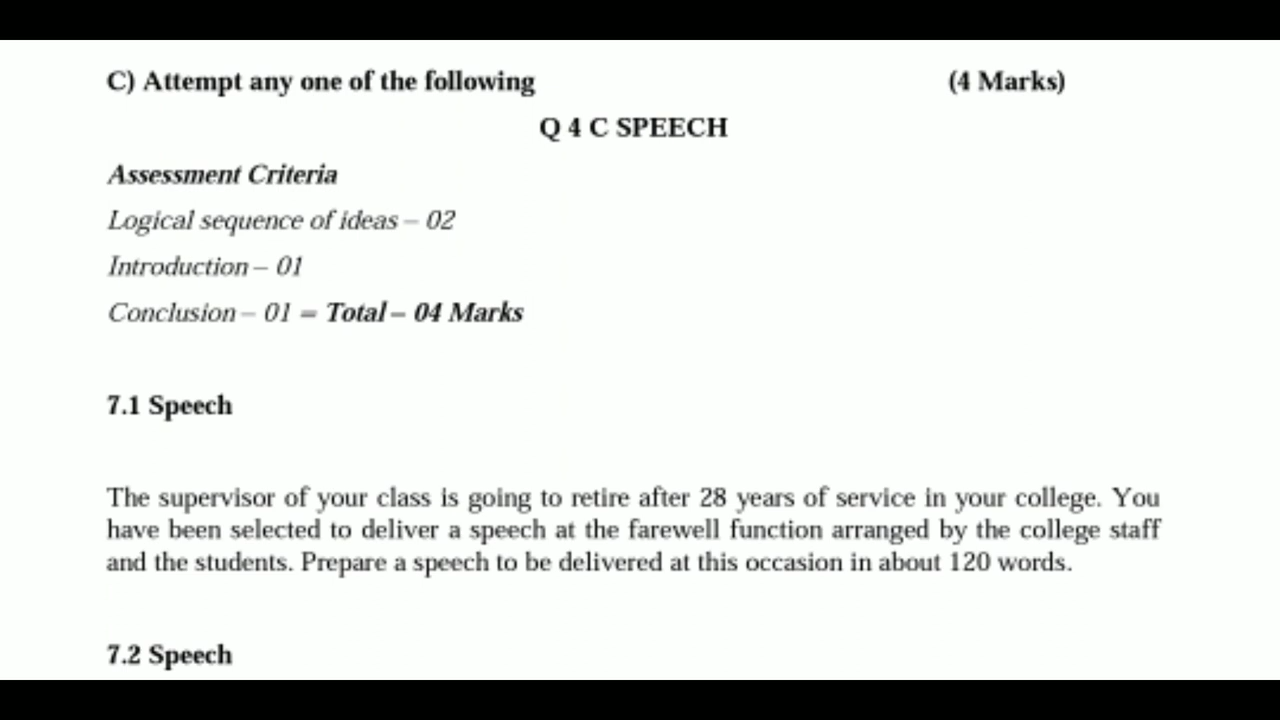 C) Attempt any one of the following (4 Marks)
Q 4 C SPEECH
Assessment Criteria
Logical sequence of ideas – 02
Introduction – 01
Conclusion – 01 = Total – 04 Marks
7.1 Speech
The supervisor of your class is going to retire after 28 years of service in your college. You
have been selected to deliver a speech at the farewell function arranged by the college staff
and the students. Prepare a speech to be delivered at this occasion in about 120 words.
7.2 Speech